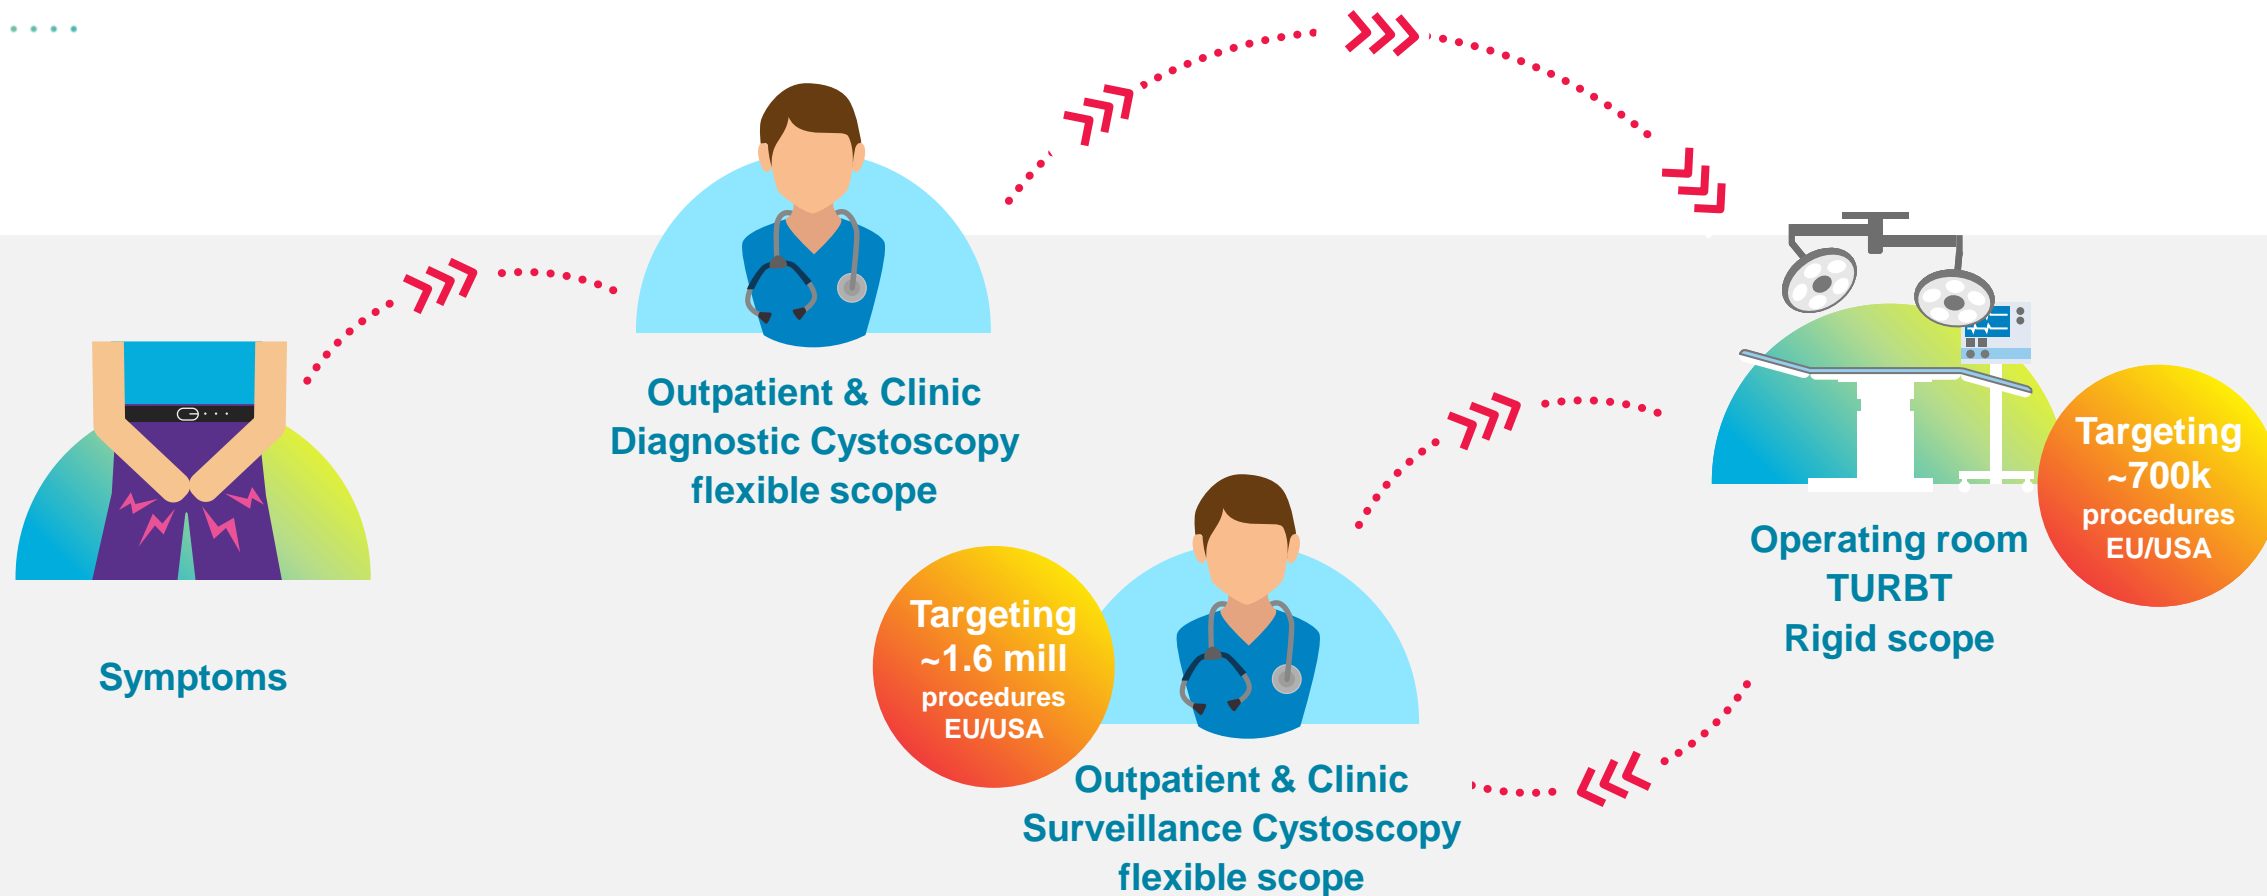 Symptoms
Outpatient & Clinic
Diagnostic Cystoscopy
flexible scope
Operating room
TURBT
Rigid scope
Targeting
~700k
procedures
EU/USA
Targeting
~1.6 mill
procedures
EU/USA
Outpatient & Clinic
Surveillance Cystoscopy
flexible scope